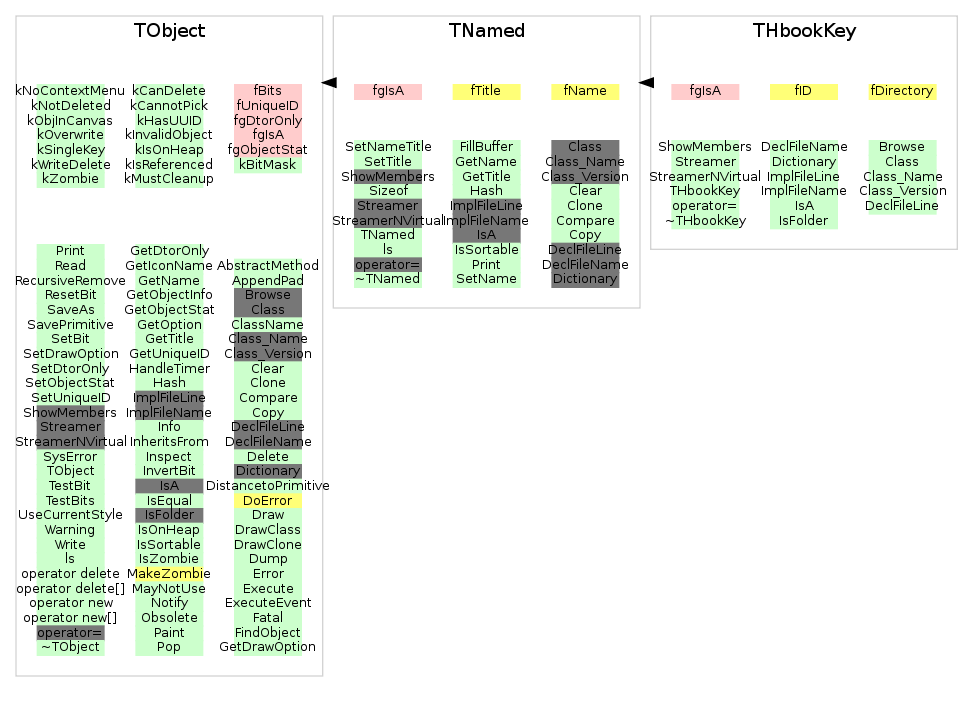 TObject
kNoContextMenu kCanDelete fBits
kNotDeleted kCannotPick fUniqueID
kObjInCanvas kHasUUID fgDtorOnly
kOverwrite kInvalidObject fgIsA
kSingleKey kIsOnHeap fgObjectStat
kWriteDelete kIsReferenced kBitMask
kZombie kMustCleanup
Print GetDtorOnly
Read GetIconName AbstractMethod
RecursiveRemove GetName AppendPad
ResetBit GetObjectInfo Browse
SaveAs GetObjectStat Class
SavePrimitive GetOption ClassName
SetBit GetTitle Class_Name
SetDrawOption GetUniqueID Class_Version
SetDtorOnly HandleTimer Clear
SetObjectStat Hash Clone
SetUniqueID ImplFileLine Compare
ShowMembers ImplFileName Copy
Streamer Info DeclFileLine
StreamerNVirtual InheritsFrom DeclFileName
SysError Inspect Delete
TObject InvertBit Dictionary
TestBit IsA DistancetoPrimitive
TestBits IsEqual DoError
UseCurrentStyle IsFolder Draw
Warning IsOnHeap DrawClass
Write IsSortable DrawClone
ls IsZombie Dump
operator delete MakeZombie Error
operator delete[] MayNotUse Execute
operator new Notify ExecuteEvent
operator new[] Obsolete Fatal
operator= Paint FindObject
~TObject Pop GetDrawOption
TNamed
fgIsA fTitle fName
SetNameTitle FillBuffer Class
SetTitle GetName Class_Name
ShowMembers GetTitle Class_Version
Sizeof Hash Clear
Streamer ImplFileLine Clone
StreamerNVirtual ImplFileName Compare
TNamed IsA Copy
ls IsSortable DeclFileLine
operator= Print DeclFileName
~TNamed SetName Dictionary
THbookKey
fgIsA fID fDirectory
ShowMembers DeclFileName Browse
Streamer Dictionary Class
StreamerNVirtual ImplFileLine Class_Name
THbookKey ImplFileName Class_Version
operator= IsA DeclFileLine
~THbookKey IsFolder